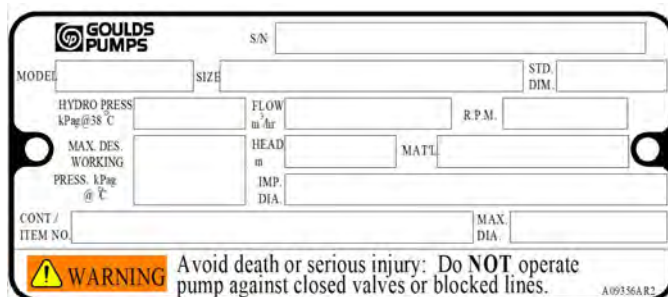 GOULDS PUMPS
S/N
MODEL SIZE STD. DIM.
HYDRO PRESS kPag@38 °C FLOW m³/hr R.P.M.
MAX. DES. WORKING PRESS. kPag @ °C HEAD m MAT'L
IMP. DIA.
CONT / ITEM NO. MAX. DIA.
WARNING Avoid death or serious injury: Do NOT operate
pump against closed valves or blocked lines.
A09356AR2